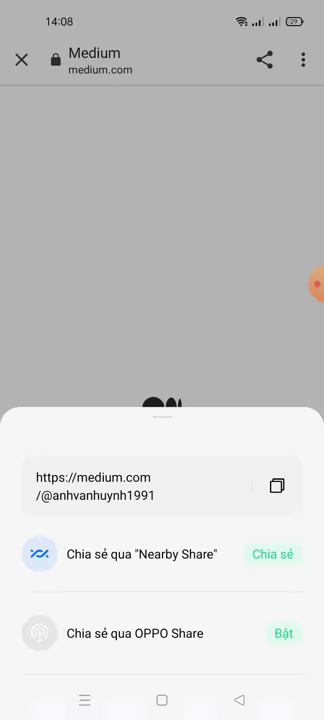 14:08
29
Medium
medium.com
https://medium.com
/@anhvanhuynh1991
Chia sẻ qua "Nearby Share"
Chia sẻ
Chia sẻ qua OPPO Share
Bật